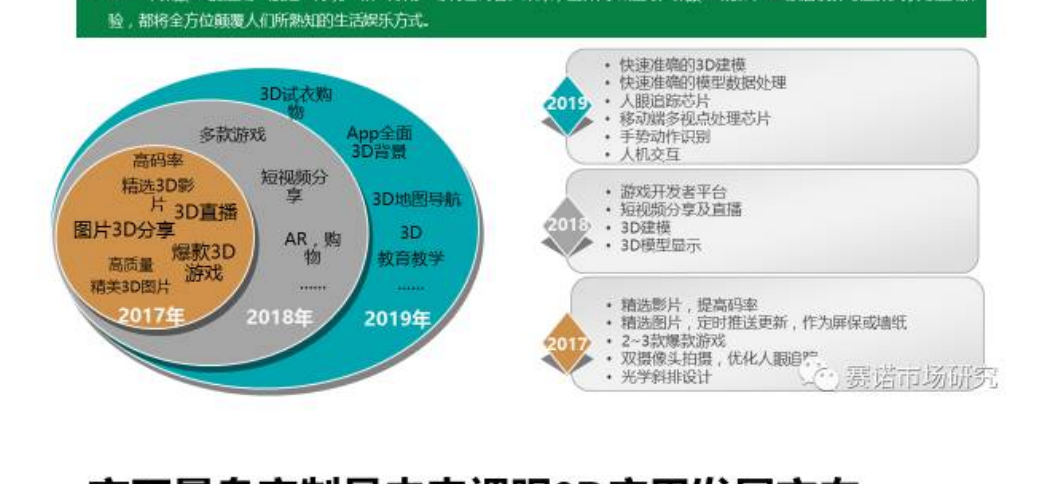 验，都将全方位颠覆人们所熟知的生活娱乐方式。
3D试衣购
物
多款游戏
App全面
3D背景
高码率
精选3D影
片
3D直播
图片3D分享
爆款3D
游戏
高质量
精美3D图片
2017年
短视频分
享
AR，购
物
......
2018年
3D地图导航
3D
教育教学
......
2019年
2019
• 快速准确的3D建模
• 快速准确的模型数据处理
• 人眼追踪芯片
• 移动端多视点处理芯片
• 手势动作识别
• 人机交互
2018
• 游戏开发者平台
• 短视频分享及直播
• 3D建模
• 3D模型显示
2017
• 精选影片，提高码率
• 精选图片，定时推送更新，作为屏保或墙纸
• 2~3款爆款游戏
• 双摄像头拍摄，优化人眼追踪
• 光学斜排设计
赛诺市场研究